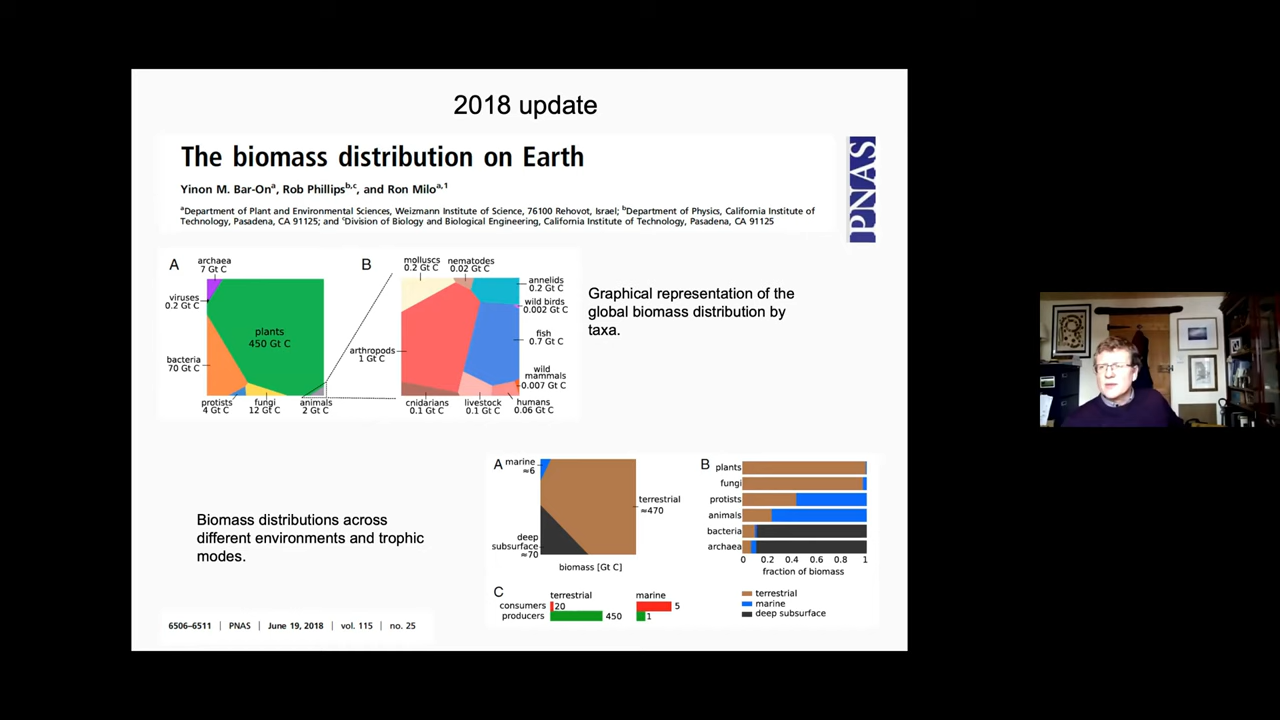 2018 update
The biomass distribution on Earth
Yinon M. Bar-Onᵃ, Rob Phillipsᵇ,ᶜ, and Ron Miloᵃ,¹
ᵃDepartment of Plant and Environmental Sciences, Weizmann Institute of Science, 76100 Rehovot, Israel; ᵇDepartment of Physics, California Institute of
Technology, Pasadena, CA 91125; and ᶜDivision of Biology and Biological Engineering, California Institute of Technology, Pasadena, CA 91125
PNAS
A
archaea
7 Gt C
viruses
0.2 Gt C
plants
450 Gt C
bacteria
70 Gt C
protists
4 Gt C
fungi
12 Gt C
animals
2 Gt C
B
molluscs
0.2 Gt C
nematodes
0.02 Gt C
annelids
0.2 Gt C
wild birds
0.002 Gt C
fish
0.7 Gt C
arthropods
1 Gt C
wild
mammals
0.007 Gt C
cnidarians
0.1 Gt C
livestock
0.1 Gt C
humans
0.06 Gt C
Graphical representation of the
global biomass distribution by
taxa.
Biomass distributions across
different environments and trophic
modes.
A
marine
≈6
terrestrial
≈470
deep
subsurface
≈70
biomass [Gt C]
B
plants
fungi
protists
animals
bacteria
archaea
0 0.2 0.4 0.6 0.8 1
fraction of biomass
terrestrial
marine
deep subsurface
C
terrestrial marine
consumers 20 5
producers 450 1
6506–6511 | PNAS | June 19, 2018 | vol. 115 | no. 25